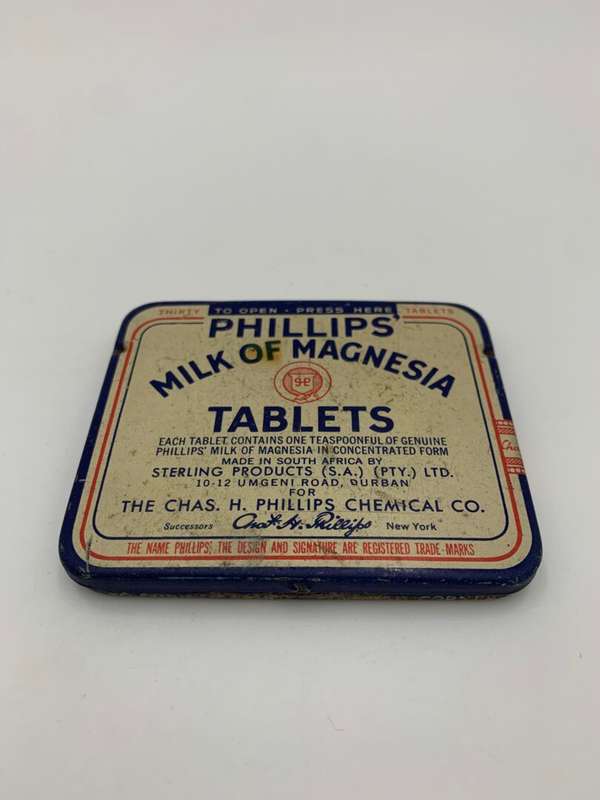 THIRTY TO OPEN - PRESS HERE TABLETS
PHILLIPS'
MILK OF MAGNESIA
TABLETS
EACH TABLET CONTAINS ONE TEASPOONFUL OF GENUINE
PHILLIPS' MILK OF MAGNESIA IN CONCENTRATED FORM
MADE IN SOUTH AFRICA BY
STERLING PRODUCTS (S.A.) (PTY.) LTD.
10-12 UMGENI ROAD, DURBAN
FOR
THE CHAS. H. PHILLIPS CHEMICAL CO.
Successors Chas. H. Phillips New York
THE NAME PHILLIPS', THE DESIGN AND SIGNATURE ARE REGISTERED TRADE-MARKS